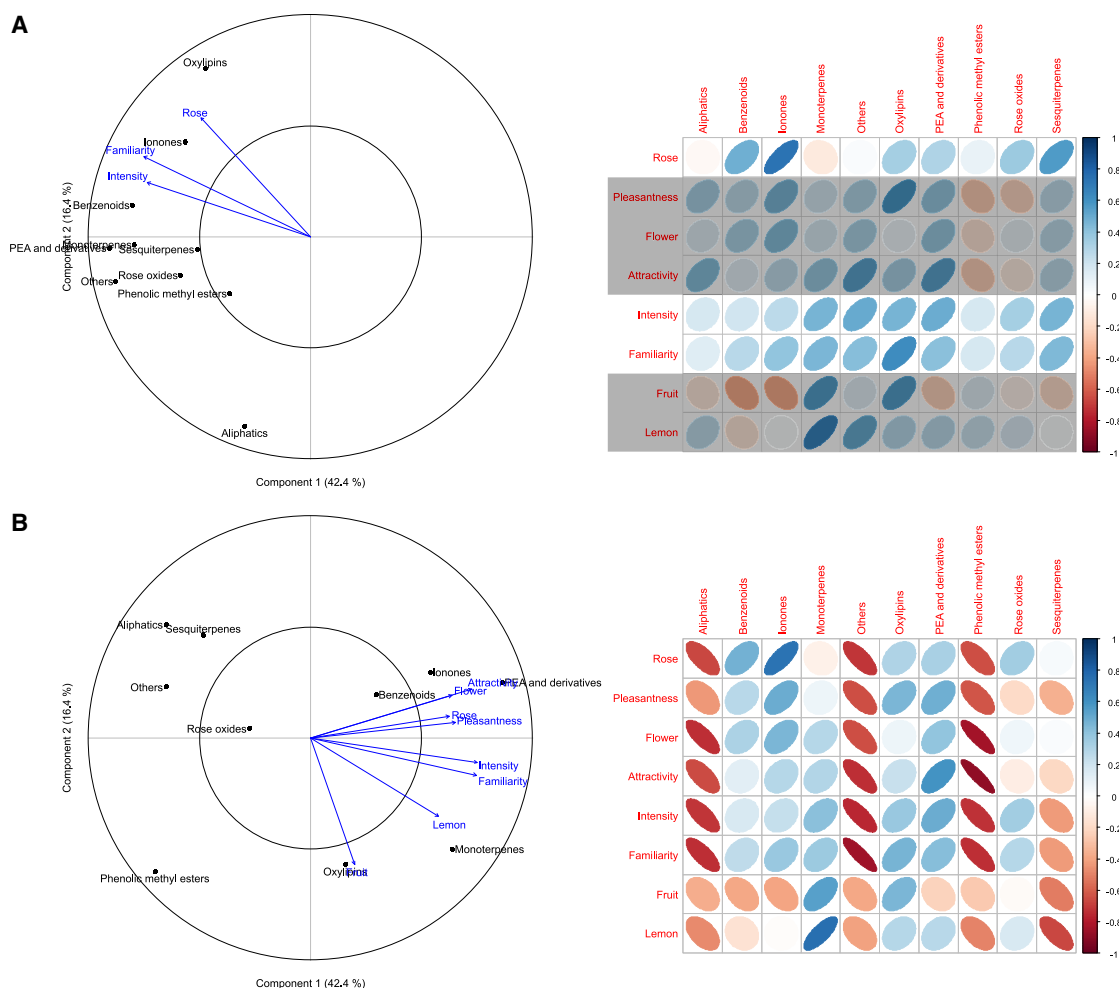 A
Oxylipins
Rose
Ionones
Familiarity
Intensity
Benzenoids
Monoterpenes
PEA and derivatives
Sesquiterpenes
Others
Rose oxides
Phenolic methyl esters
Aliphatics
Component 2 (16.4 %)
Component 1 (42.4 %)
Aliphatics
Benzenoids
Ionones
Monoterpenes
Others
Oxylipins
PEA and derivatives
Phenolic methyl esters
Rose oxides
Sesquiterpenes
Rose
Pleasantness
Flower
Attractivity
Intensity
Familiarity
Fruit
Lemon
1
0.8
0.6
0.4
0.2
0
-0.2
-0.4
-0.6
-0.8
-1
B
Aliphatics
Sesquiterpenes
Others
Rose oxides
Ionones
Attractivity
PEA and derivatives
Flower
Benzenoids
Rose
Pleasantness
Intensity
Familiarity
Lemon
Monoterpenes
Oxylipins
Fruit
Phenolic methyl esters
Component 2 (16.4 %)
Component 1 (42.4 %)
Aliphatics
Benzenoids
Ionones
Monoterpenes
Others
Oxylipins
PEA and derivatives
Phenolic methyl esters
Rose oxides
Sesquiterpenes
Rose
Pleasantness
Flower
Attractivity
Intensity
Familiarity
Fruit
Lemon
1
0.8
0.6
0.4
0.2
0
-0.2
-0.4
-0.6
-0.8
-1